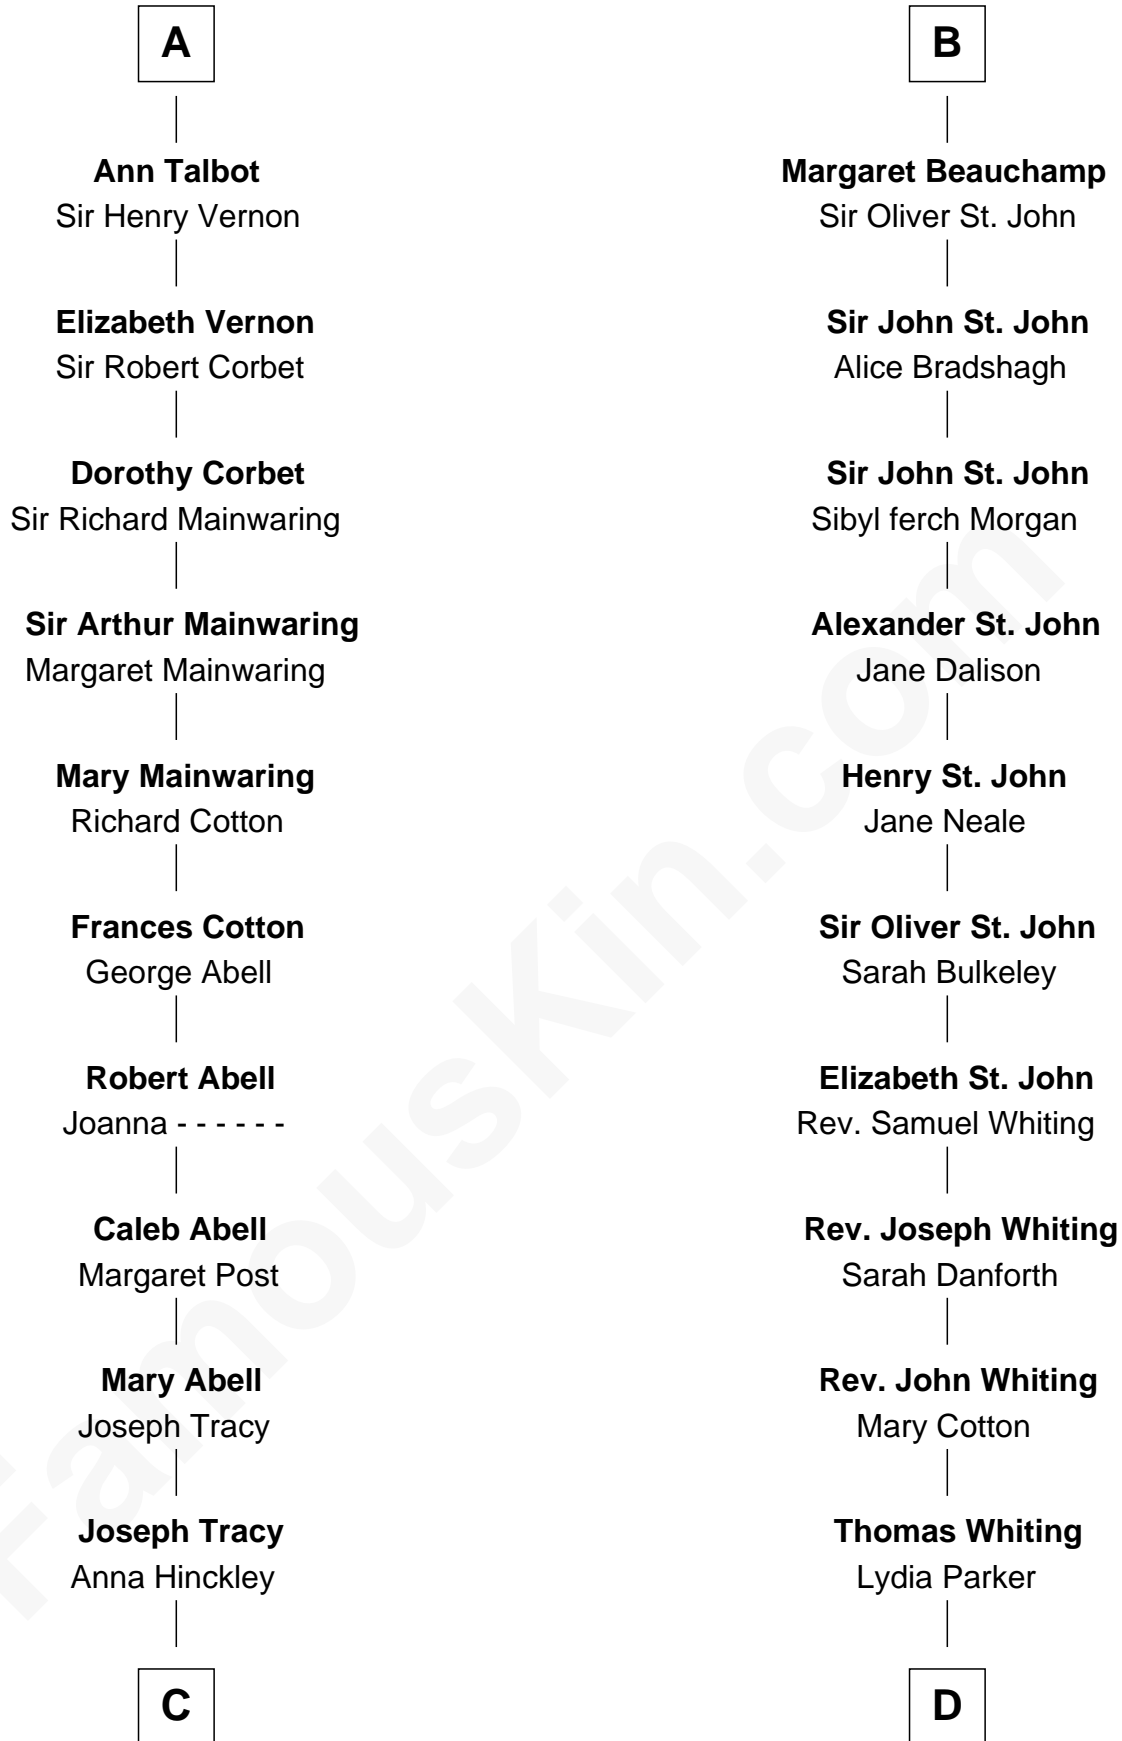 A
Ann Talbot
Sir Henry Vernon
Elizabeth Vernon
Sir Robert Corbet
Dorothy Corbet
Sir Richard Mainwaring
Sir Arthur Mainwaring
Margaret Mainwaring
Mary Mainwaring
Richard Cotton
Frances Cotton
George Abell
Robert Abell
Joanna - - - - - -
Caleb Abell
Margaret Post
Mary Abell
Joseph Tracy
Joseph Tracy
Anna Hinckley
C
B
Margaret Beauchamp
Sir Oliver St. John
Sir John St. John
Alice Bradshagh
Sir John St. John
Sibyl ferch Morgan
Alexander St. John
Jane Dalison
Henry St. John
Jane Neale
Sir Oliver St. John
Sarah Bulkeley
Elizabeth St. John
Rev. Samuel Whiting
Rev. Joseph Whiting
Sarah Danforth
Rev. John Whiting
Mary Cotton
Thomas Whiting
Lydia Parker
D
FamousKin.com